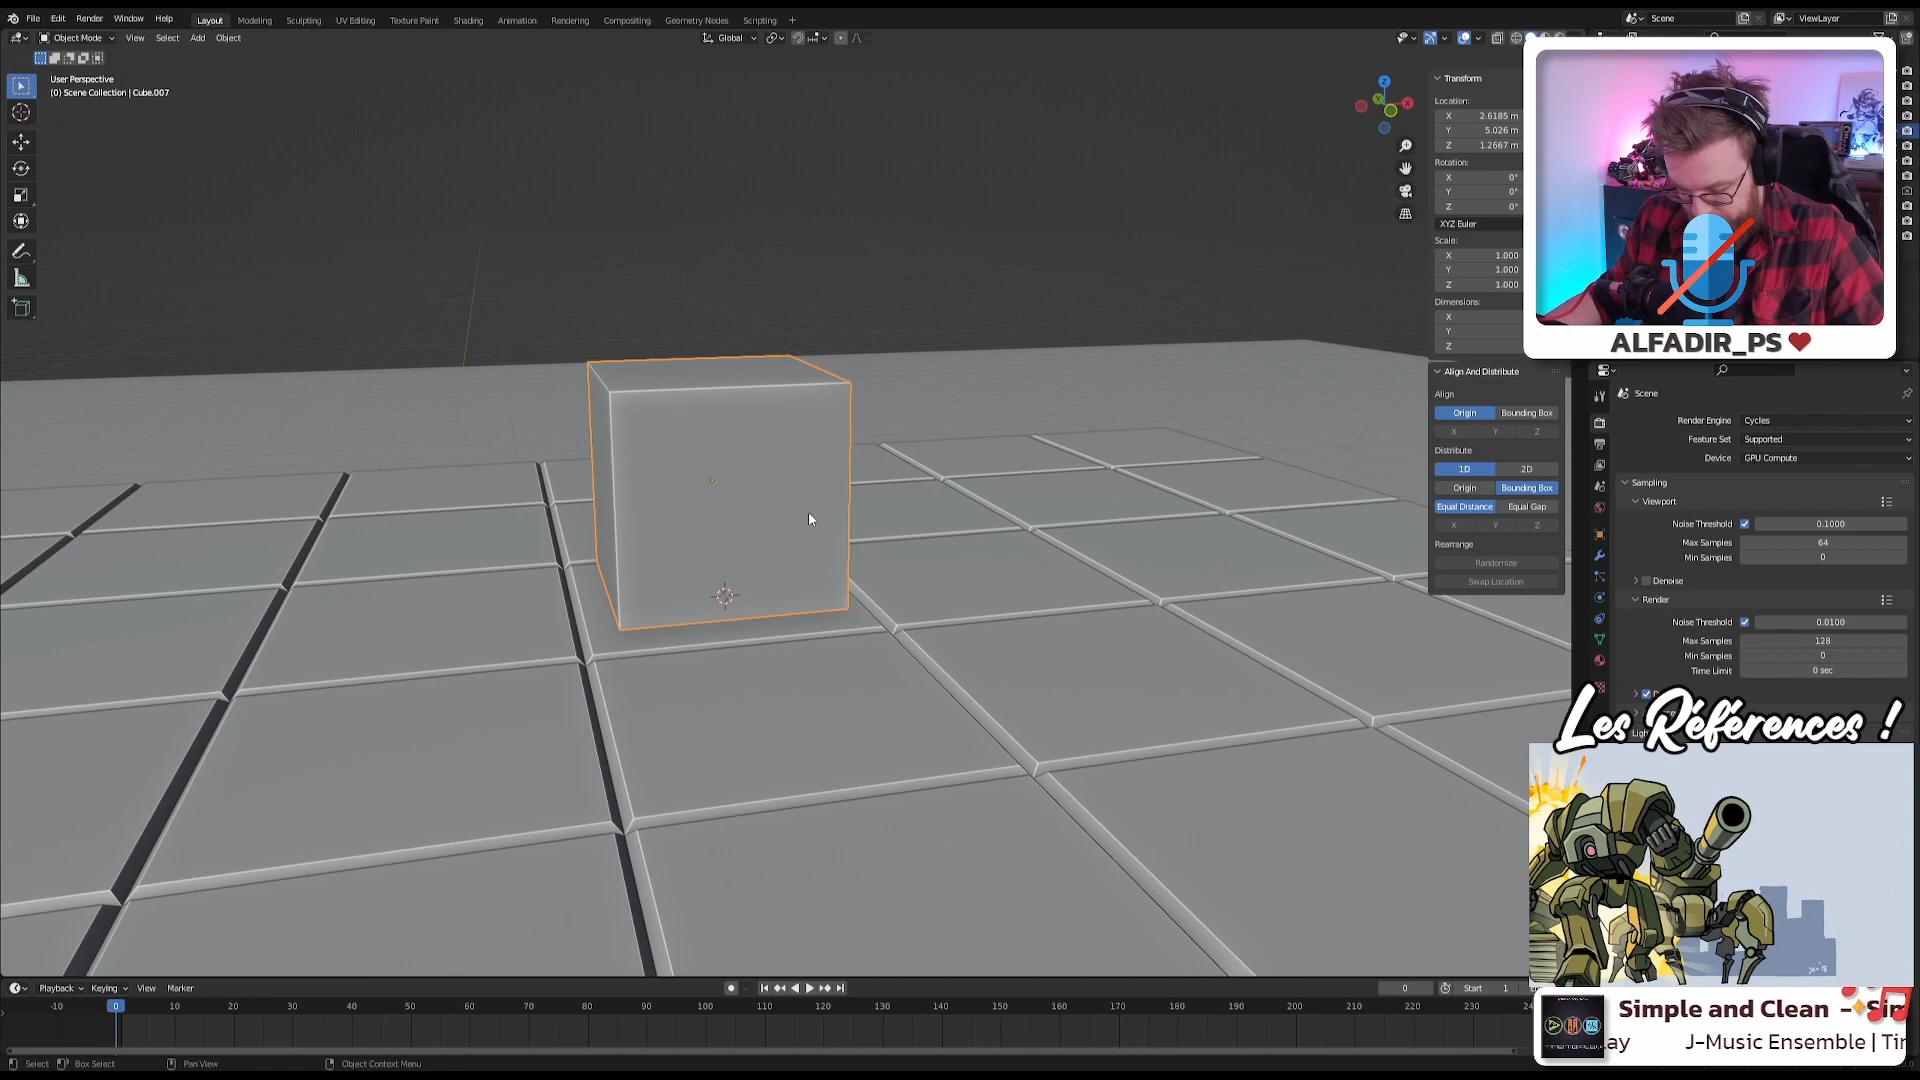 File Edit Render Window Help
Layout Modeling Sculpting UV Editing Texture Paint Shading Animation Rendering Compositing Geometry Nodes Scripting +
Scene ViewLayer
Object Mode View Select Add Object
Global
User Perspective
(0) Scene Collection | Cube.007
Z
Y
X
Transform
Location:
X 2.6185 m
Y 5.026 m
Z 1.2667 m
Rotation:
X 0°
Y 0°
Z 0°
XYZ Euler
Scale:
X 1.000
Y 1.000
Z 1.000
Dimensions:
X
Y
Z
ALFADIR_PS
Align And Distribute
Align
Origin Bounding Box
X Y Z
Distribute
1D 2D
Origin Bounding Box
Equal Distance Equal Gap
X Y Z
Rearrange
Randomize
Swap Location
Scene
Render Engine Cycles
Feature Set Supported
Device GPU Compute
Sampling
Viewport
Noise Threshold 0.1000
Max Samples 64
Min Samples 0
Denoise
Render
Noise Threshold 0.0100
Max Samples 128
Min Samples 0
Time Limit 0 sec
Les Références !
Playback Keying View Marker
0 Start 1
-10 0 10 20 30 40 50 60 70 80 90 100 110 120 130 140 150 160 170 180 190 200 210 220 230
Simple and Clean - Sin
ay J-Music Ensemble | Tir
Select Box Select Pan View Object Context Menu